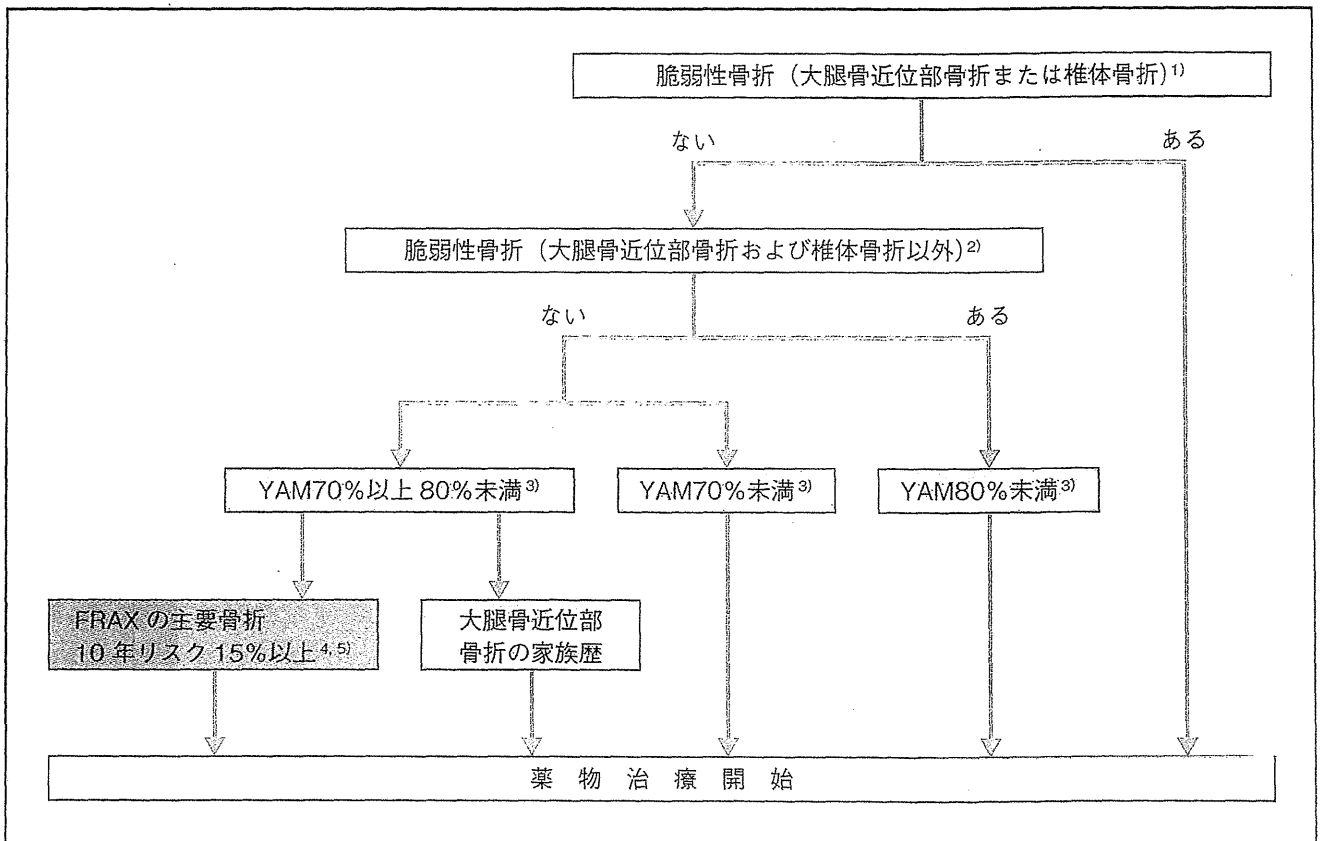 脆弱性骨折(大腿骨近位部骨折または椎体骨折)1)
ない
ある
脆弱性骨折(大腿骨近位部骨折および椎体骨折以外)2)
ない
ある
YAM70%以上80%未満3)
YAM70%未満3)
YAM80%未満3)
FRAXの主要骨折
10年リスク15%以上4,5)
大腿骨近位部
骨折の家族歴
薬物治療開始